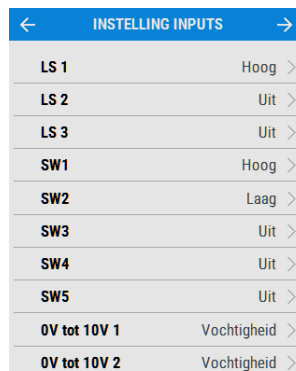 INSTELLING INPUTS
LS 1 Hoog
LS 2 Uit
LS 3 Uit
SW1 Hoog
SW2 Laag
SW3 Uit
SW4 Uit
SW5 Uit
0V tot 10V 1 Vochtigheid
0V tot 10V 2 Vochtigheid